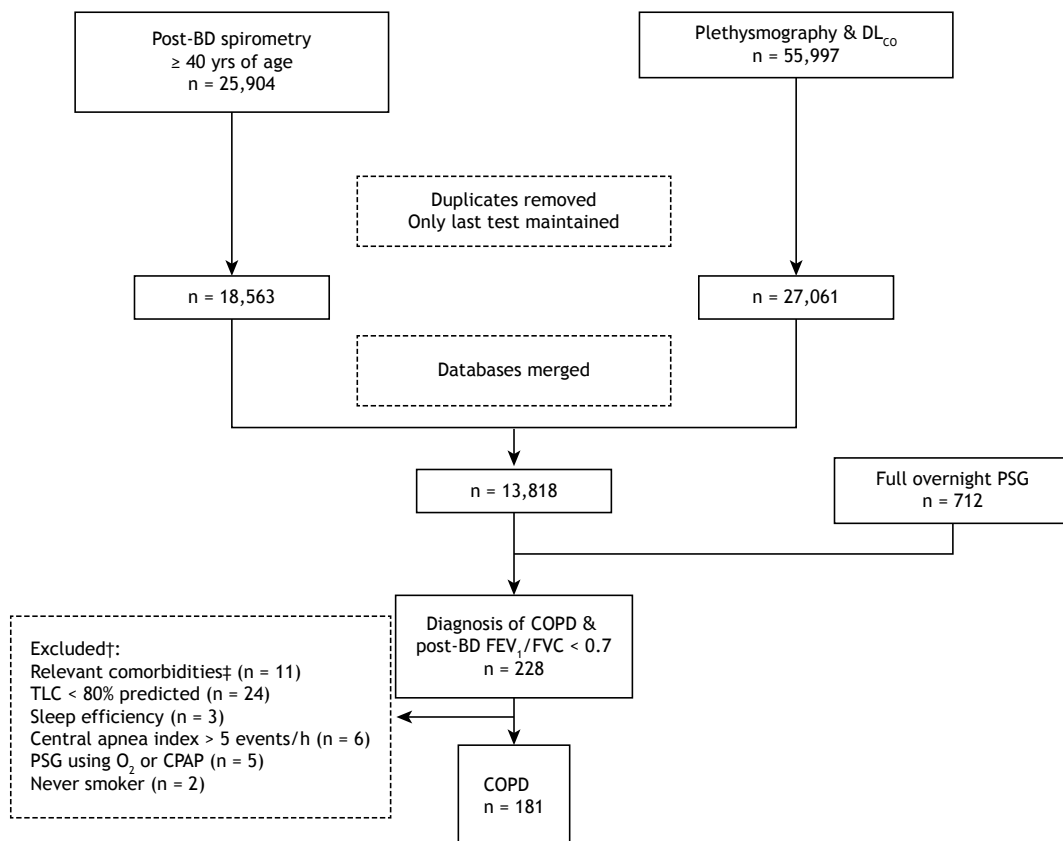 Post-BD spirometry
≥ 40 yrs of age
n = 25,904
Plethysmography & DLCO
n = 55,997
Duplicates removed
Only last test maintained
n = 18,563
n = 27,061
Databases merged
n = 13,818
Full overnight PSG
n = 712
Diagnosis of COPD &
post-BD FEV1/FVC < 0.7
n = 228
Excluded†:
Relevant comorbidities‡ (n = 11)
TLC < 80% predicted (n = 24)
Sleep efficiency (n = 3)
Central apnea index > 5 events/h (n = 6)
PSG using O2 or CPAP (n = 5)
Never smoker (n = 2)
COPD
n = 181